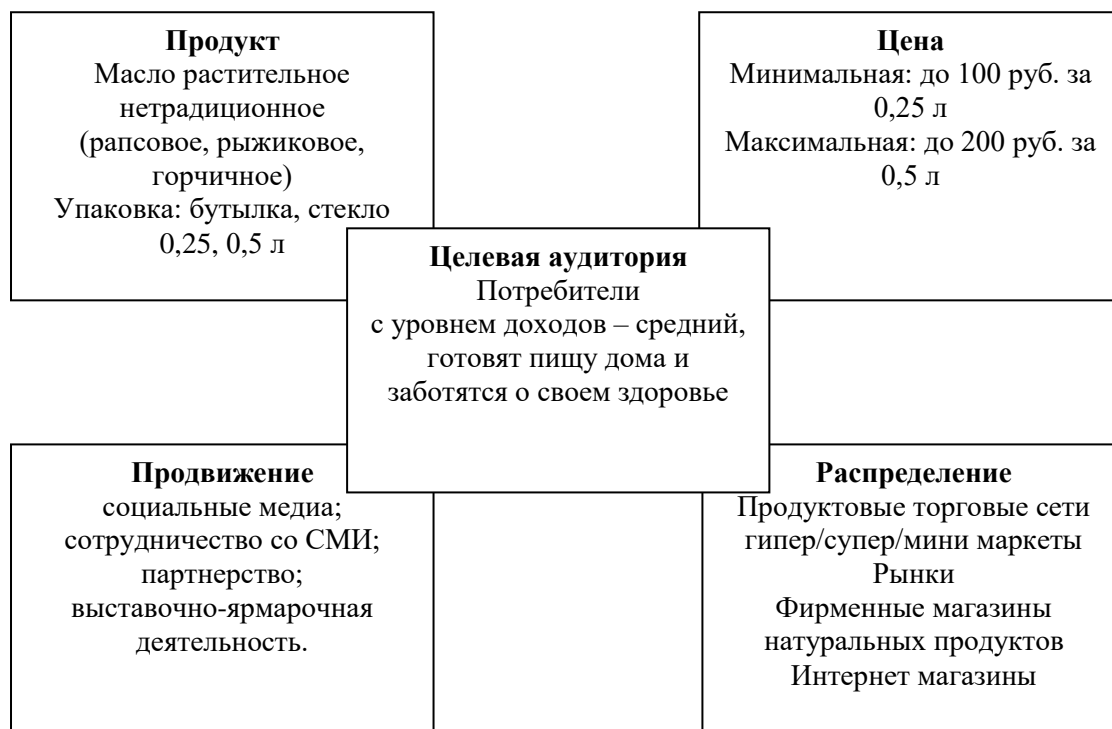 Продукт
Масло растительное
нетрадиционное
(рапсовое, рыжиковое,
горчичное)
Упаковка: бутылка, стекло
0,25, 0,5 л
Цена
Минимальная: до 100 руб. за
0,25 л
Максимальная: до 200 руб. за
0,5 л
Целевая аудитория
Потребители
с уровнем доходов – средний,
готовят пищу дома и
заботятся о своем здоровье
Продвижение
социальные медиа;
сотрудничество со СМИ;
партнерство;
выставочно-ярмарочная
деятельность.
Распределение
Продуктовые торговые сети
гипер/супер/мини маркеты
Рынки
Фирменные магазины
натуральных продуктов
Интернет магазины